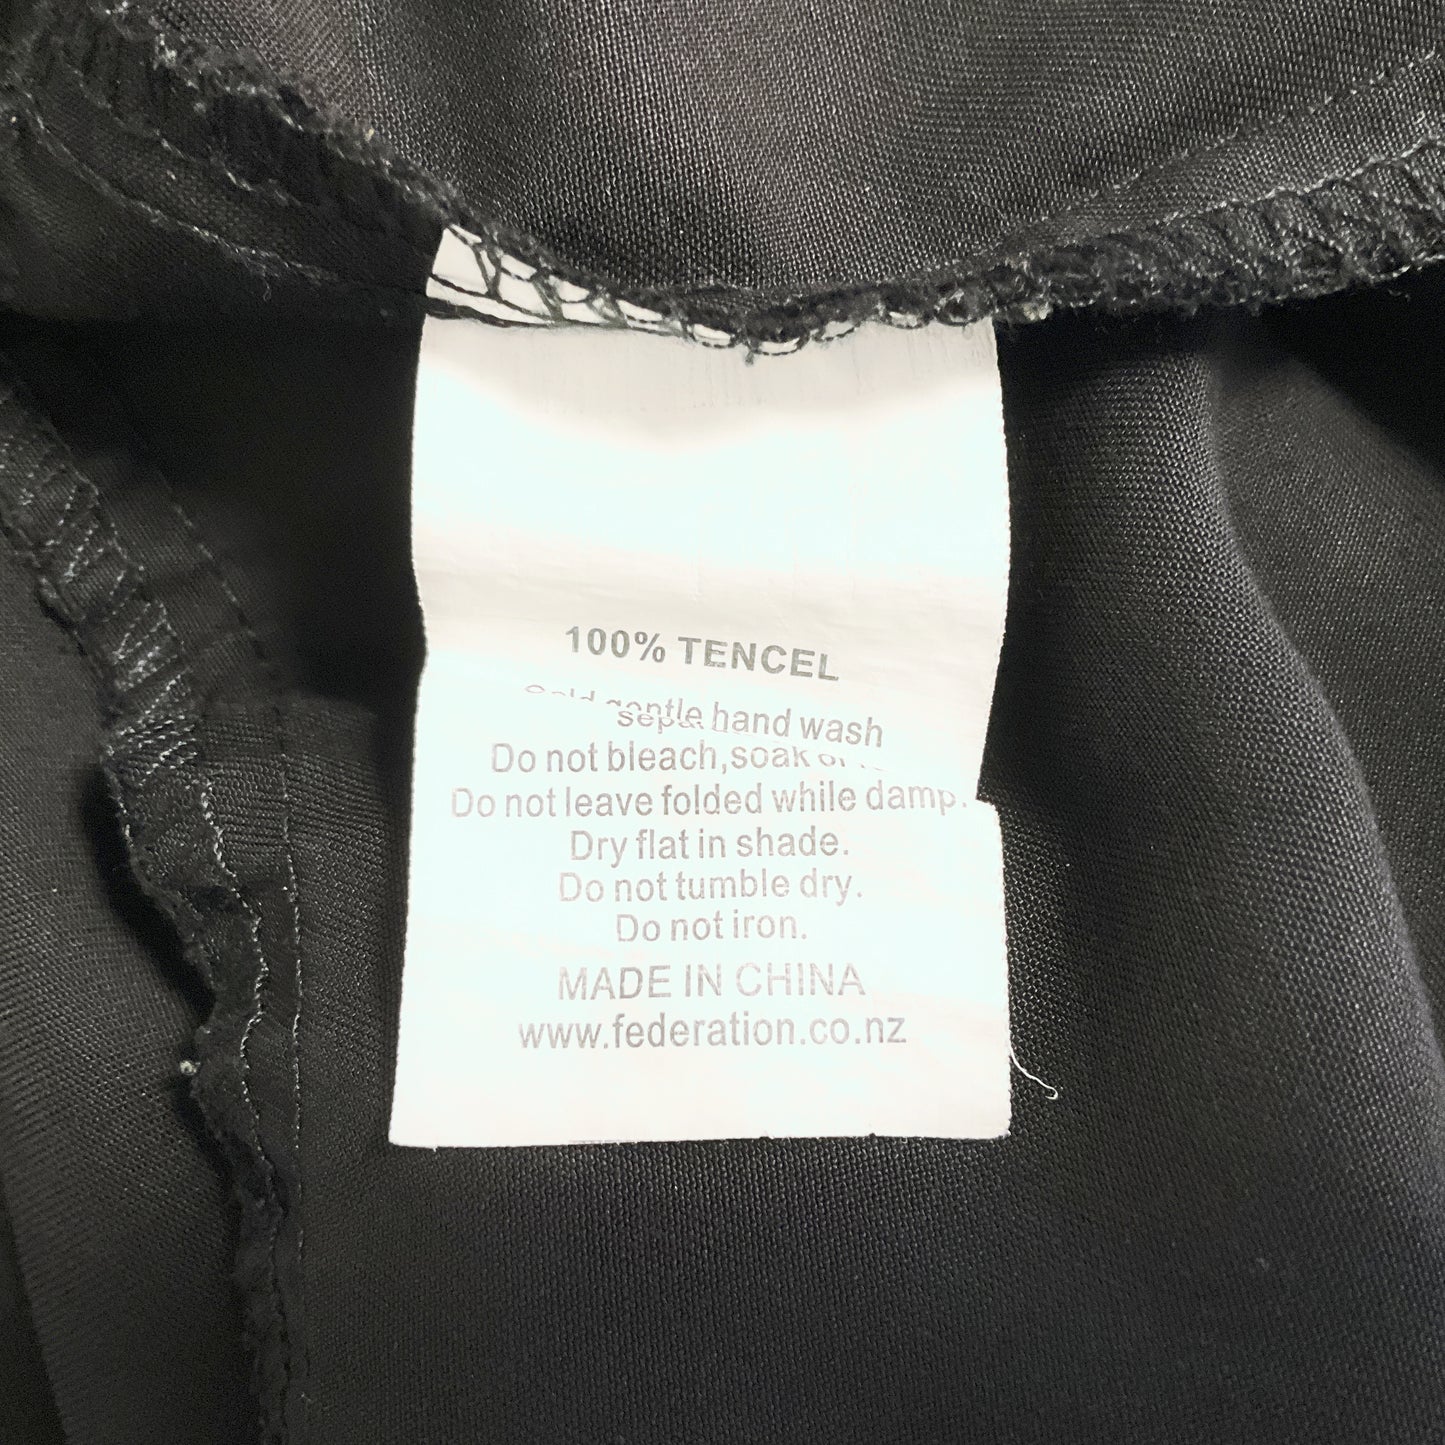 100% TENCEL
gentle hand wash
Do not bleach,soak
Do not leave folded while damp.
Dry flat in shade.
Do not tumble dry.
Do not iron.
MADE IN CHINA
www.federation.co.nz